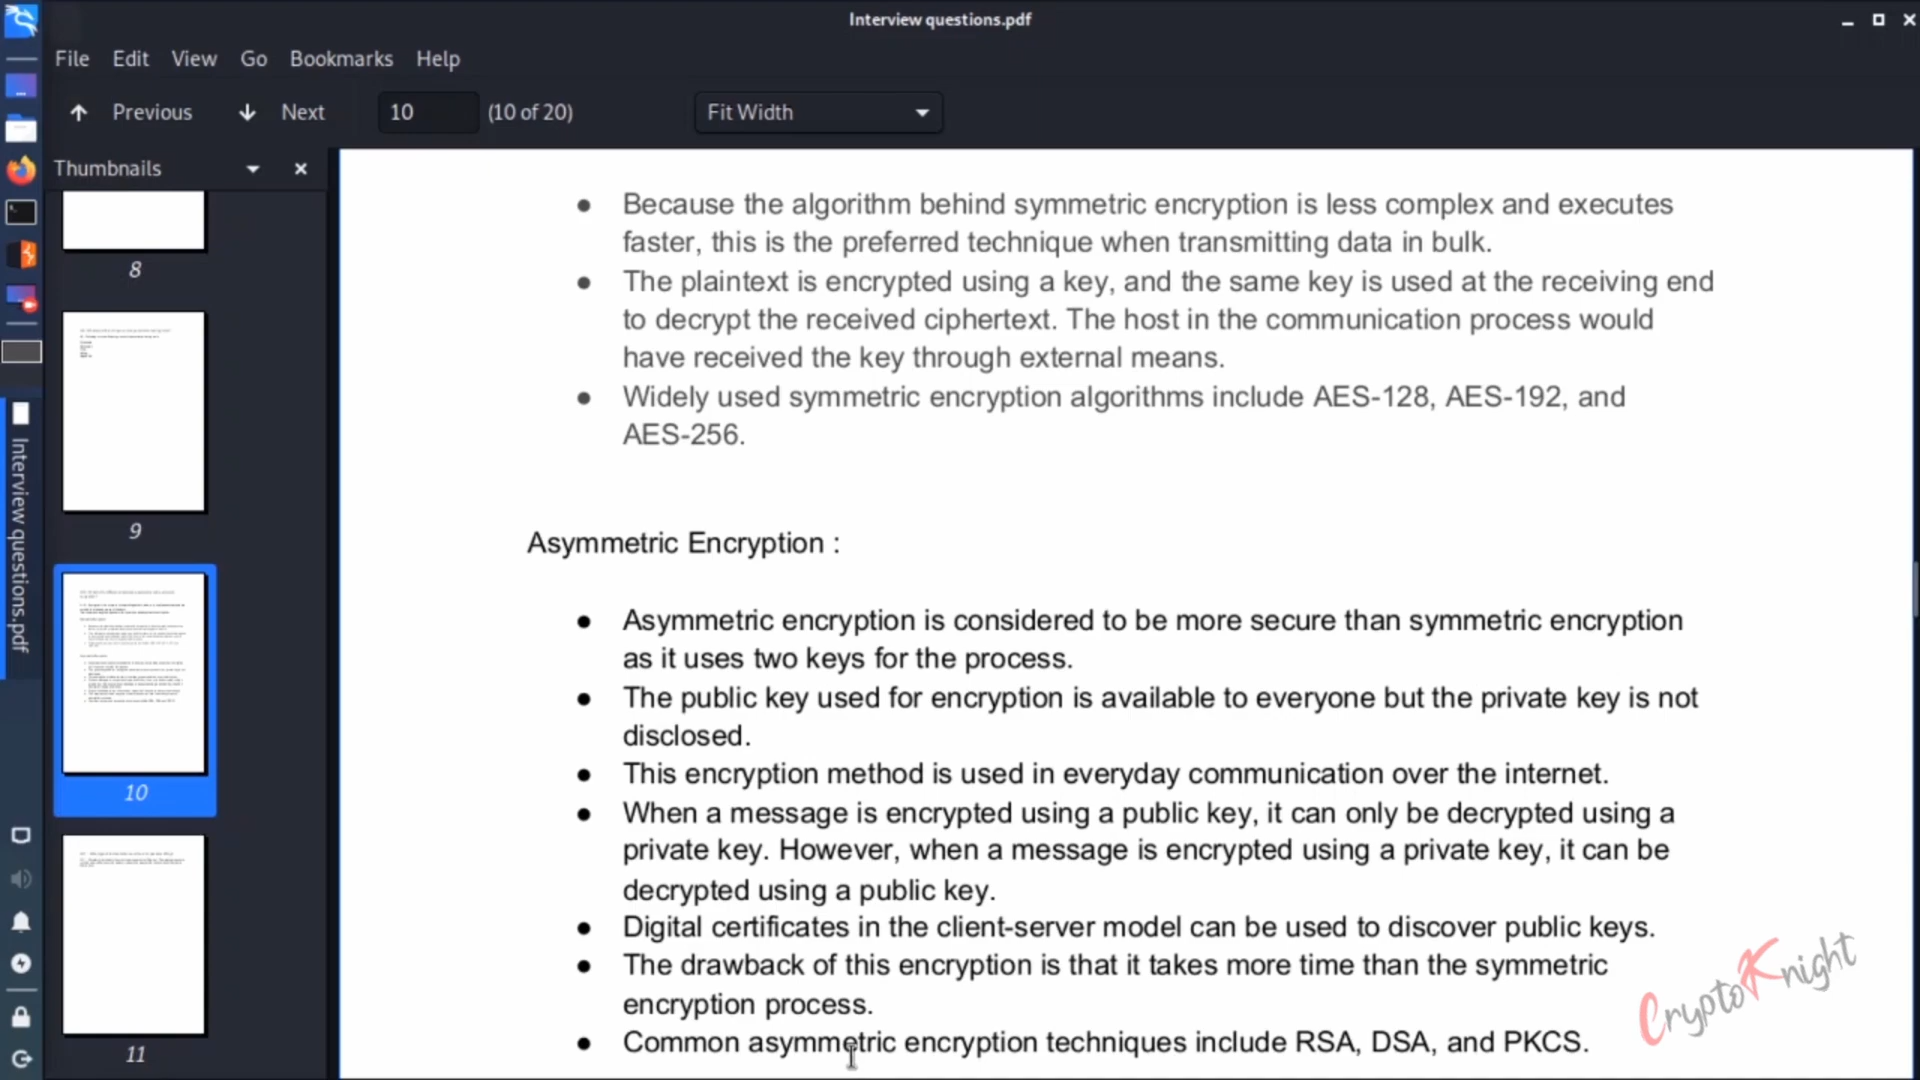 Interview questions.pdf
File Edit View Go Bookmarks Help
Previous Next 10 (10 of 20) Fit Width
Thumbnails
8
9
10
11
Interview questions.pdf
● Because the algorithm behind symmetric encryption is less complex and executes
faster, this is the preferred technique when transmitting data in bulk.
● The plaintext is encrypted using a key, and the same key is used at the receiving end
to decrypt the received ciphertext. The host in the communication process would
have received the key through external means.
● Widely used symmetric encryption algorithms include AES-128, AES-192, and
AES-256.
Asymmetric Encryption :
● Asymmetric encryption is considered to be more secure than symmetric encryption
as it uses two keys for the process.
● The public key used for encryption is available to everyone but the private key is not
disclosed.
● This encryption method is used in everyday communication over the internet.
● When a message is encrypted using a public key, it can only be decrypted using a
private key. However, when a message is encrypted using a private key, it can be
decrypted using a public key.
● Digital certificates in the client-server model can be used to discover public keys.
● The drawback of this encryption is that it takes more time than the symmetric
encryption process.
● Common asymmetric encryption techniques include RSA, DSA, and PKCS.
CryptoKnight